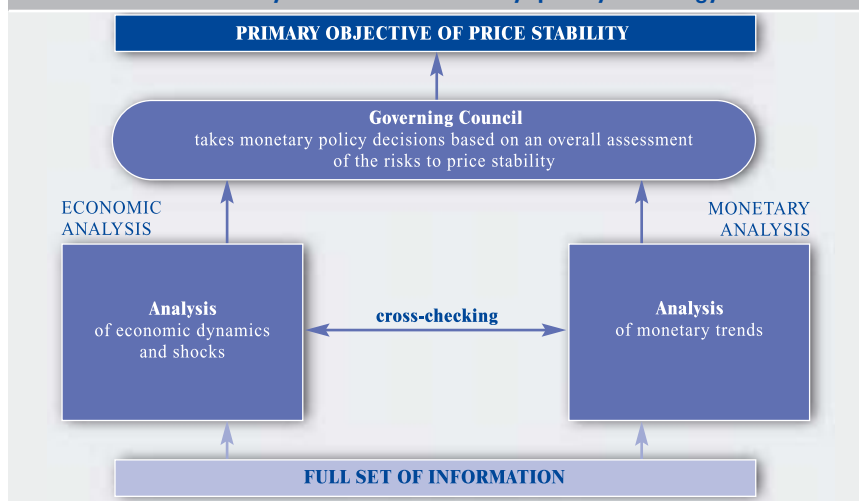 PRIMARY OBJECTIVE OF PRICE STABILITY
Governing Council
takes monetary policy decisions based on an overall assessment
of the risks to price stability
ECONOMIC
ANALYSIS
MONETARY
ANALYSIS
Analysis
of economic dynamics
and shocks
cross-checking
Analysis
of monetary trends
FULL SET OF INFORMATION